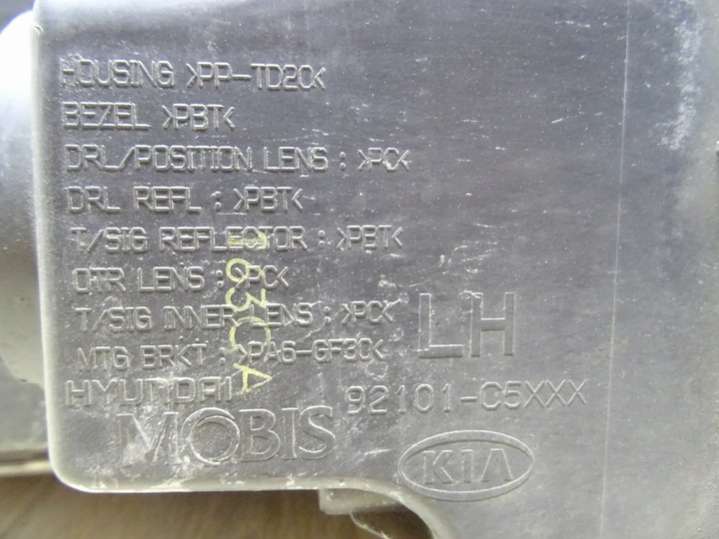 HOUSING >PP-TD20<
BEZEL >PBT<
DRL/POSITION LENS : >PC<
DRL REFL : >PBT<
T/SIG REFLECTOR : >PBT<
OTR LENS : >PC<
T/SIG INNER LENS : >PC<
MTG BRKT : >PA6-GF30<
LH
HYUNDAI
92101-C5XXX
MOBIS
KIA